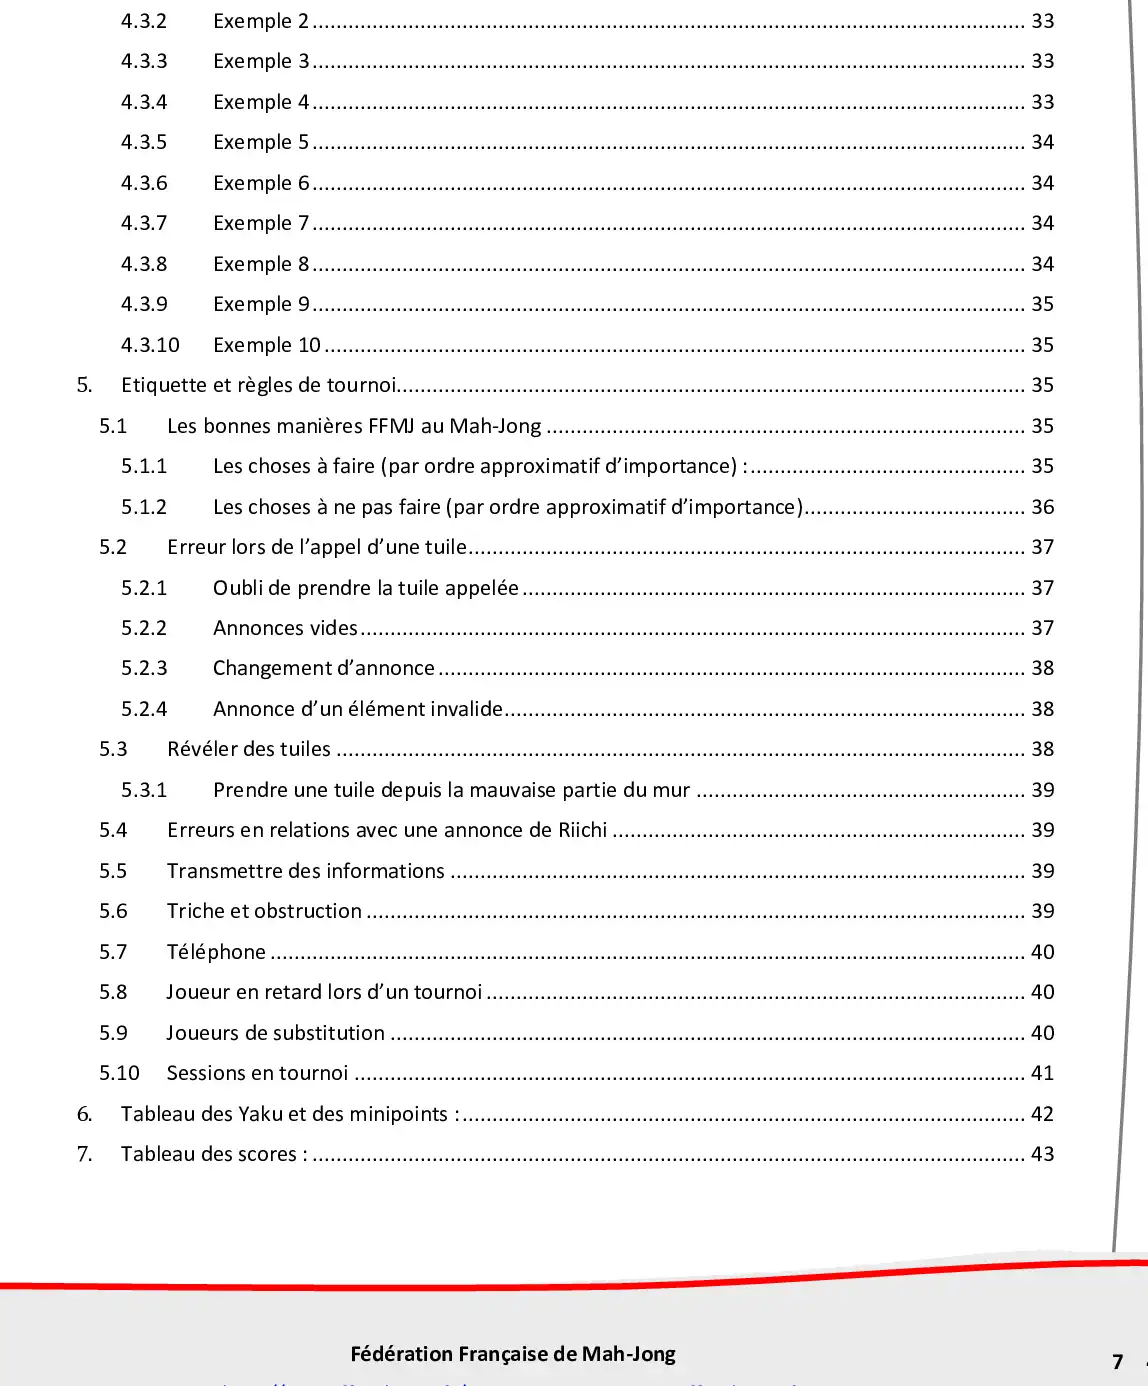 4.3.2 Exemple 2 ........ 33
4.3.3 Exemple 3 ........ 33
4.3.4 Exemple 4 ........ 33
4.3.5 Exemple 5 ........ 34
4.3.6 Exemple 6 ........ 34
4.3.7 Exemple 7 ........ 34
4.3.8 Exemple 8 ........ 34
4.3.9 Exemple 9 ........ 35
4.3.10 Exemple 10 ........ 35
5. Etiquette et règles de tournoi ........ 35
5.1 Les bonnes manières FFMJ au Mah-Jong ........ 35
5.1.1 Les choses à faire (par ordre approximatif d’importance) : ........ 35
5.1.2 Les choses à ne pas faire (par ordre approximatif d’importance) ........ 36
5.2 Erreur lors de l’appel d’une tuile ........ 37
5.2.1 Oubli de prendre la tuile appelée ........ 37
5.2.2 Annonces vides ........ 37
5.2.3 Changement d’annonce ........ 38
5.2.4 Annonce d’un élément invalide ........ 38
5.3 Révéler des tuiles ........ 38
5.3.1 Prendre une tuile depuis la mauvaise partie du mur ........ 39
5.4 Erreurs en relations avec une annonce de Riichi ........ 39
5.5 Transmettre des informations ........ 39
5.6 Triche et obstruction ........ 39
5.7 Téléphone ........ 40
5.8 Joueur en retard lors d’un tournoi ........ 40
5.9 Joueurs de substitution ........ 40
5.10 Sessions en tournoi ........ 41
6. Tableau des Yaku et des minipoints : ........ 42
7. Tableau des scores : ........ 43
Fédération Française de Mah-Jong
7